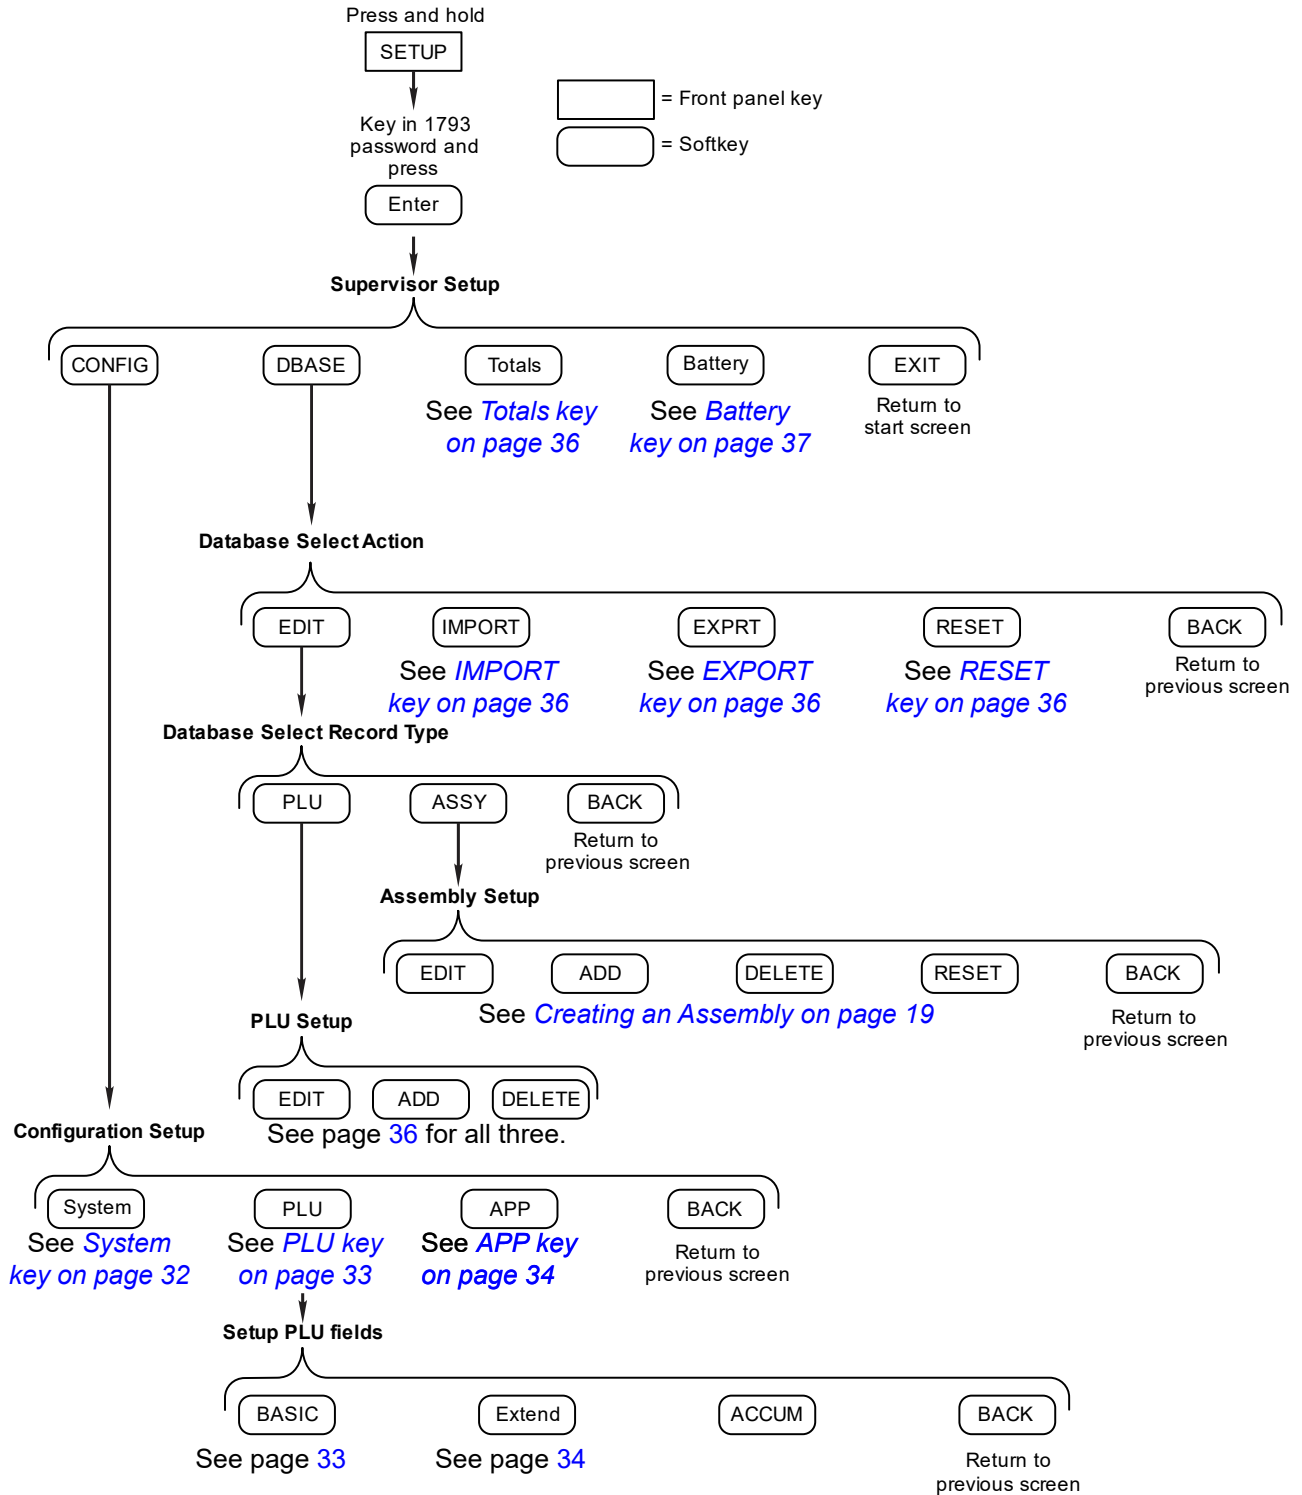 Press and hold
SETUP
= Front panel key
Key in 1793
password and
press
= Softkey
Enter
Supervisor Setup
CONFIG
DBASE
Totals
Battery
EXIT
See Totals key
on page 36
See Battery
key on page 37
Return to
start screen
Database Select Action
EDIT
IMPORT
EXPRT
RESET
BACK
See IMPORT
key on page 36
See EXPORT
key on page 36
See RESET
key on page 36
Return to
previous screen
Database Select Record Type
PLU
ASSY
BACK
Return to
previous screen
Assembly Setup
EDIT
ADD
DELETE
RESET
BACK
See Creating an Assembly on page 19
Return to
previous screen
PLU Setup
EDIT
ADD
DELETE
See page 36 for all three.
Configuration Setup
System
PLU
APP
BACK
See System
key on page 32
See PLU key
on page 33
See APP key
on page 34
Return to
previous screen
Setup PLU fields
BASIC
Extend
ACCUM
BACK
See page 33
See page 34
Return to
previous screen